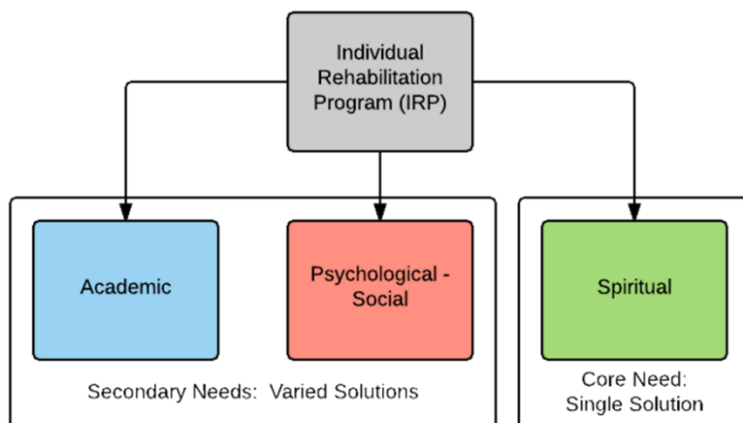 Individual
Rehabilitation
Program (IRP)
Academic
Psychological -
Social
Spiritual
Secondary Needs:  Varied Solutions
Core Need:
Single Solution